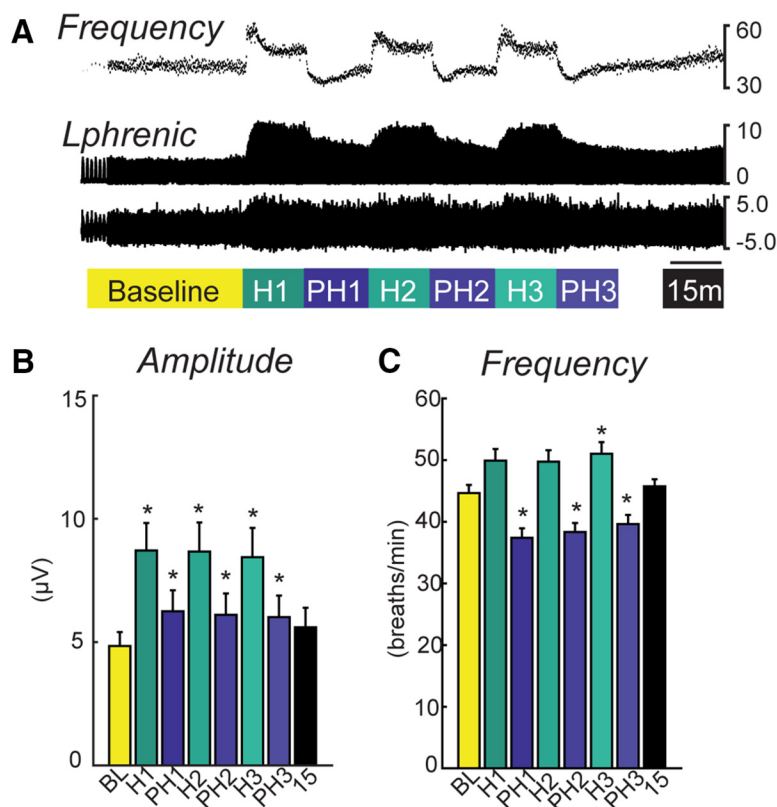 A
Frequency
60
30
Lphrenic
10
0
5.0
-5.0
Baseline H1 PH1 H2 PH2 H3 PH3 15m
B
Amplitude
15
10
5
0
(µV)
* * * * * *
BL H1 PH1 H2 PH2 H3 PH3 15
C
Frequency
60
50
40
30
20
10
0
(breaths/min)
* * * *
BL H1 PH1 H2 PH2 H3 PH3 15